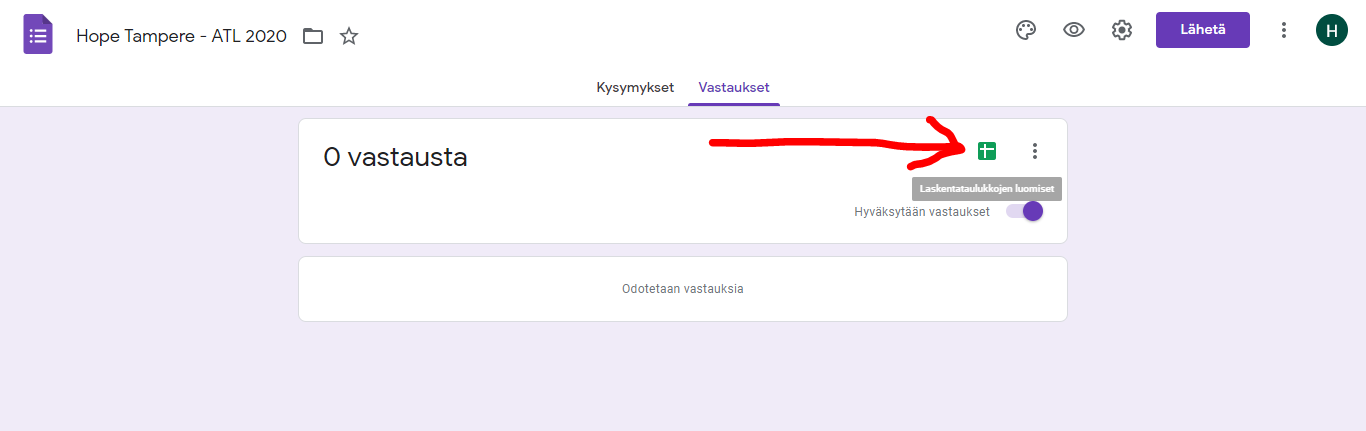 Hope Tampere - ATL 2020
Lähetä
H
Kysymykset Vastaukset
0 vastausta
Laskentataulukkojen luomiset
Hyväksytään vastaukset
Odotetaan vastauksia